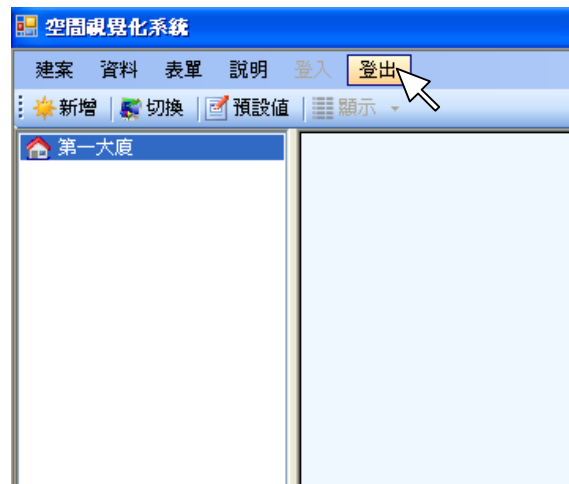 空間視覺化系統
建案 資料 表單 說明 登入 登出
新增 切換 預設值 顯示
第一大廈